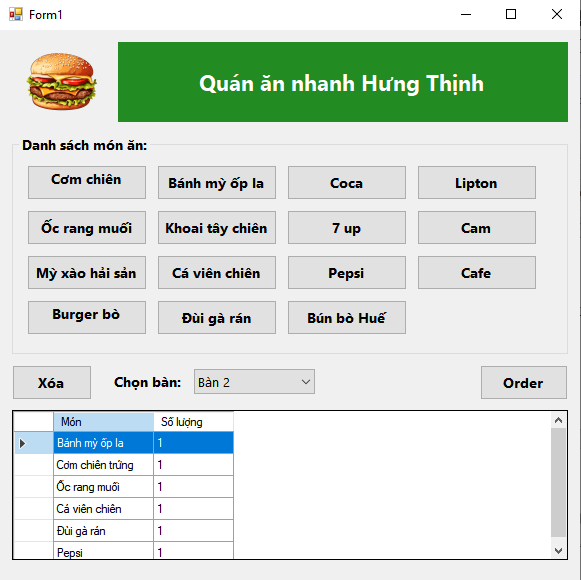 Form1
Quán ăn nhanh Hưng Thịnh
Danh sách món ăn:
Cơm chiên Bánh mỳ ốp la Coca Lipton
Ốc rang muối Khoai tây chiên 7 up Cam
Mỳ xào hải sản Cá viên chiên Pepsi Cafe
Burger bò Đùi gà rán Bún bò Huế
Xóa Chọn bàn: Bàn 2 Order
Món Số lượng
Bánh mỳ ốp la 1
Cơm chiên trứng 1
Ốc rang muối 1
Cá viên chiên 1
Đùi gà rán 1
Pepsi 1